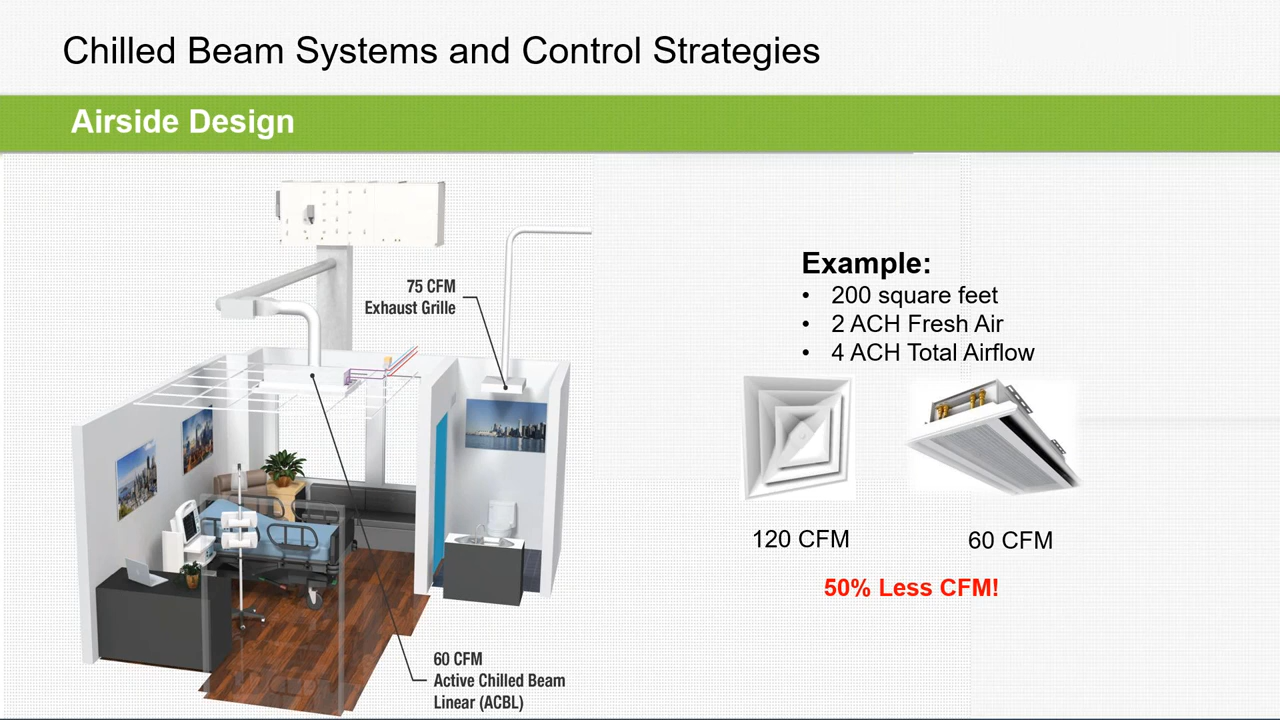 Chilled Beam Systems and Control Strategies
Airside Design
75 CFM
Exhaust Grille
60 CFM
Active Chilled Beam
Linear (ACBL)
Example:
• 200 square feet
• 2 ACH Fresh Air
• 4 ACH Total Airflow
120 CFM
60 CFM
50% Less CFM!